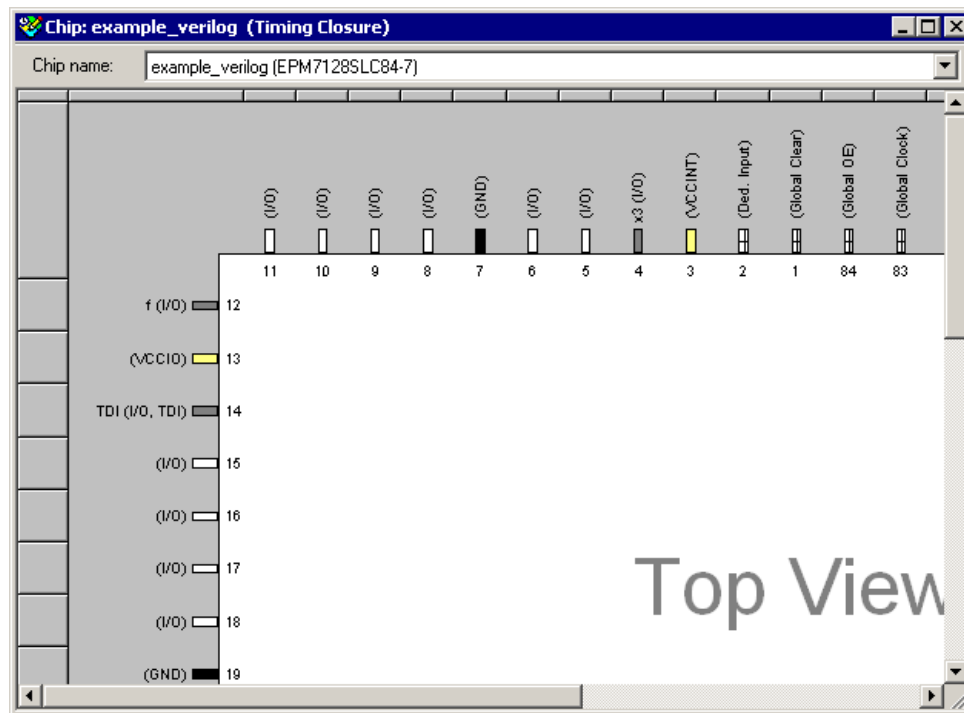 Chip: example_verilog (Timing Closure)
Chip name: example_verilog (EPM7128SLC84-7)
(I/O) (I/O) (I/O) (I/O) (GND) (I/O) (I/O) x3 (I/O) (VCCINT) (Ded. Input) (Global Clear) (Global OE) (Global Clock)
11 10 9 8 7 6 5 4 3 2 1 84 83
f (I/O) 12
(VCCIO) 13
TDI (I/O, TDI) 14
(I/O) 15
(I/O) 16
(I/O) 17
(I/O) 18
(GND) 19
Top View